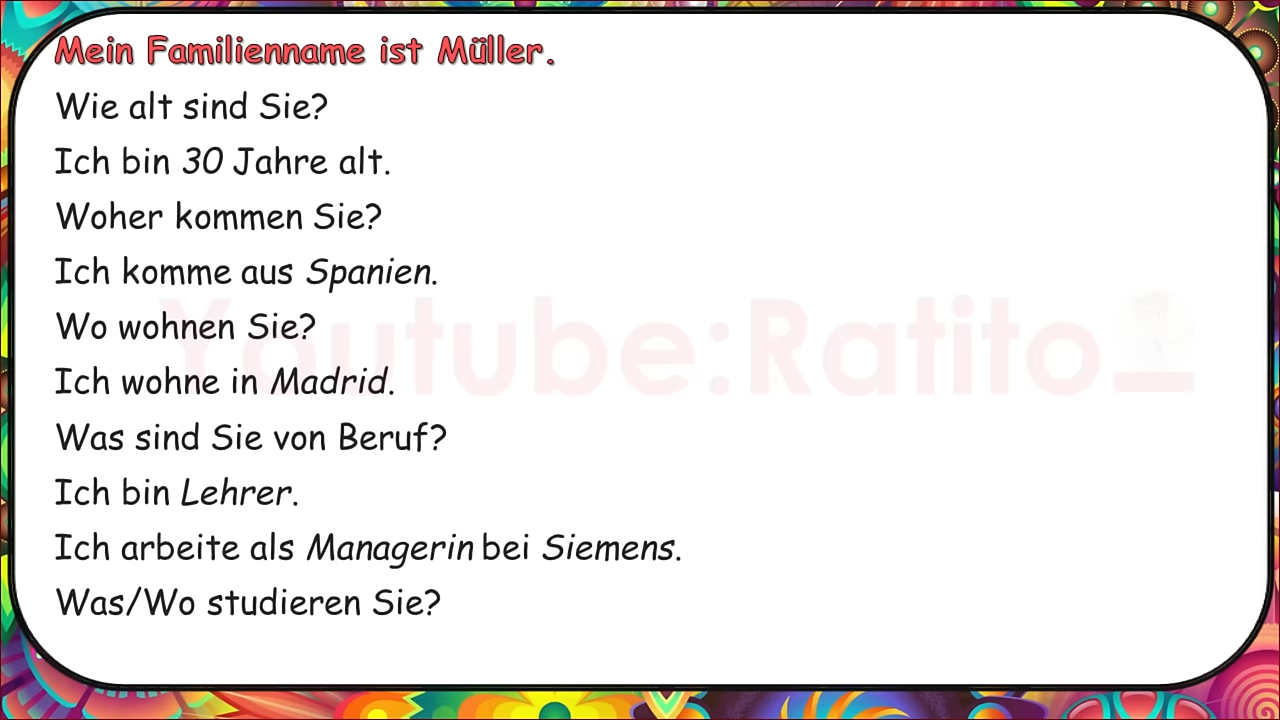 Mein Familienname ist Müller.
Wie alt sind Sie?
Ich bin 30 Jahre alt.
Woher kommen Sie?
Ich komme aus Spanien.
Wo wohnen Sie?
Youtube:Ratito
Ich wohne in Madrid.
Was sind Sie von Beruf?
Ich bin Lehrer.
Ich arbeite als Managerin bei Siemens.
Was/Wo studieren Sie?